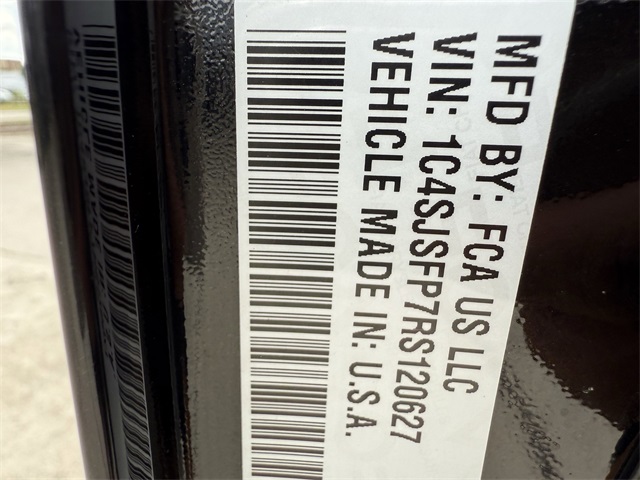 MFD BY: FCA US LLC
VIN: 1C4SJSFP7RS120627
VEHICLE MADE IN: U.S.A.